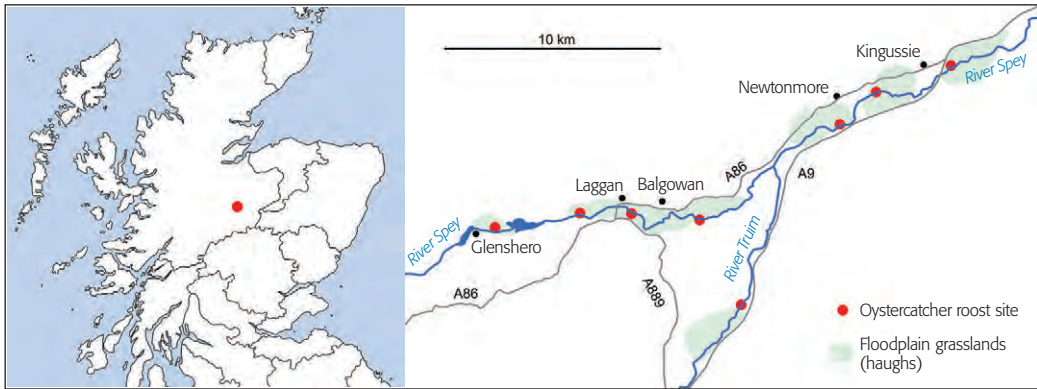 10 km
Kingussie
River Spey
Newtonmore
A86
A9
Laggan
Balgowan
River Spey
Glenshero
River Truim
A86
A889
Oystercatcher roost site
Floodplain grasslands
(haughs)